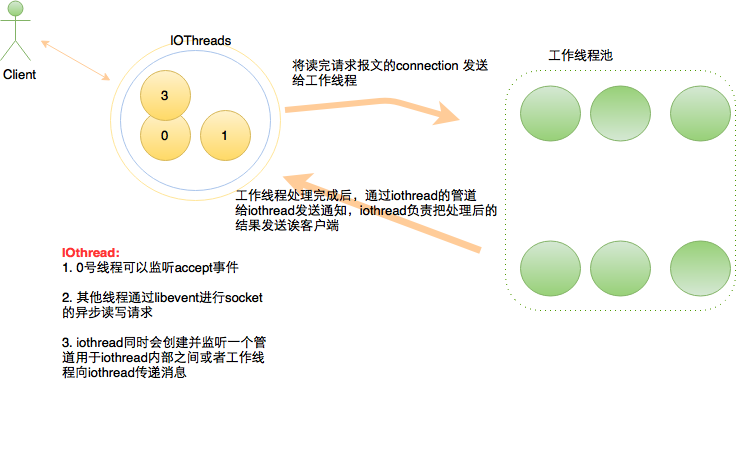 IOThreads
工作线程池
Client
将读完请求报文的connection 发送
给工作线程
3
0
1
工作线程处理完成后，通过iothread的管道
给iothread发送通知，iothread负责把处理后的
结果发送读客户端
IOthread:
1. 0号线程可以监听accept事件
2. 其他线程通过libevent进行socket
的异步读写请求
3. iothread同时会创建并监听一个管
道用于iothread内部之间或者工作线
程向iothread传递消息